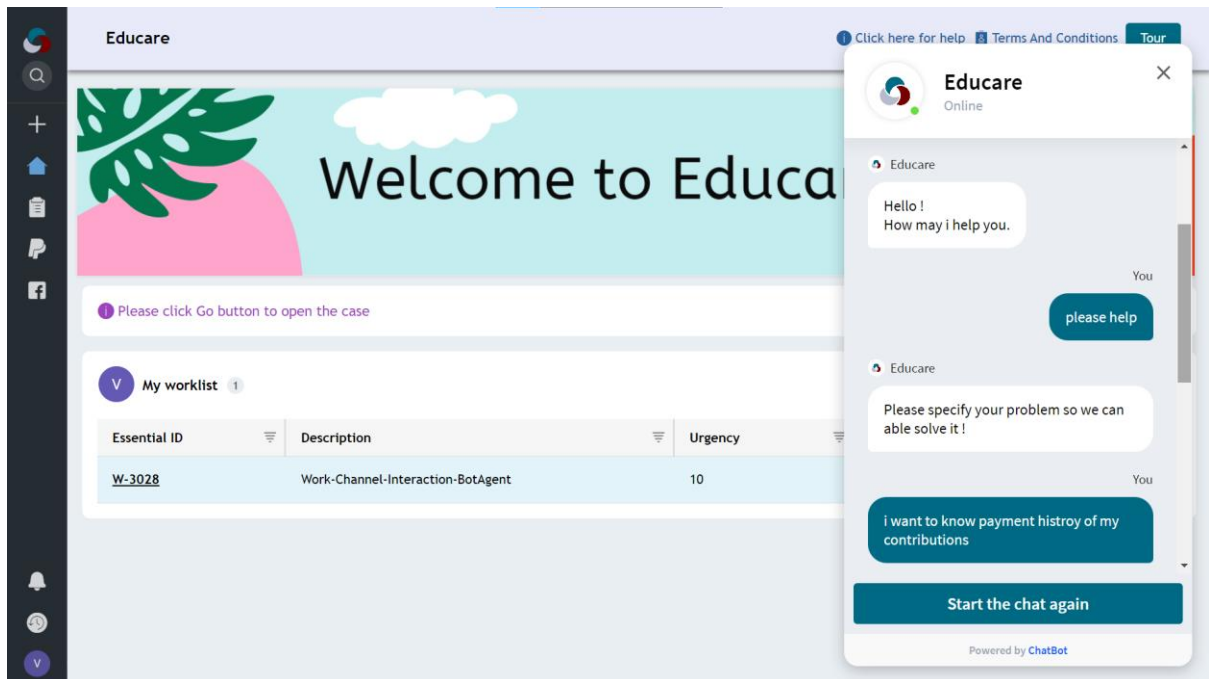 Educare
Click here for help
Terms And Conditions
Tour
Welcome to Educa
Please click Go button to open the case
V
My worklist 1
Essential ID
Description
Urgency
W-3028
Work-Channel-Interaction-BotAgent
10
V
Educare
Online
Educare
Hello !
How may i help you.
You
please help
Educare
Please specify your problem so we can
able solve it !
You
i want to know payment histroy of my
contributions
Start the chat again
Powered by ChatBot